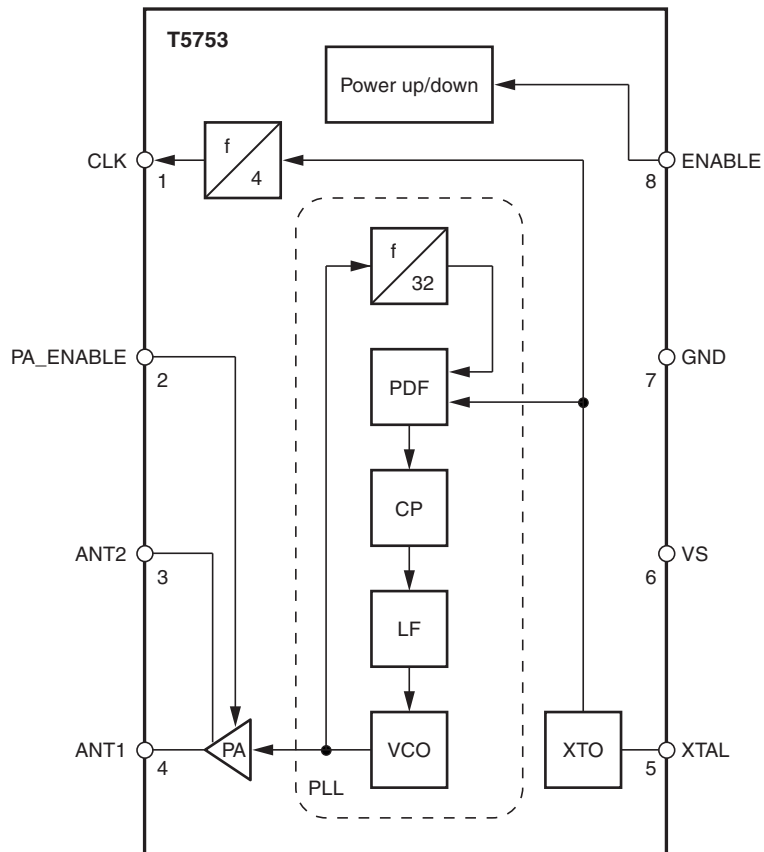 T5753
Power up/down
CLK
1
f
4
ENABLE
8
f
32
PA_ENABLE
2
PDF
GND
7
CP
ANT2
3
VS
6
LF
ANT1
4
PA
VCO
XTO
XTAL
5
PLL